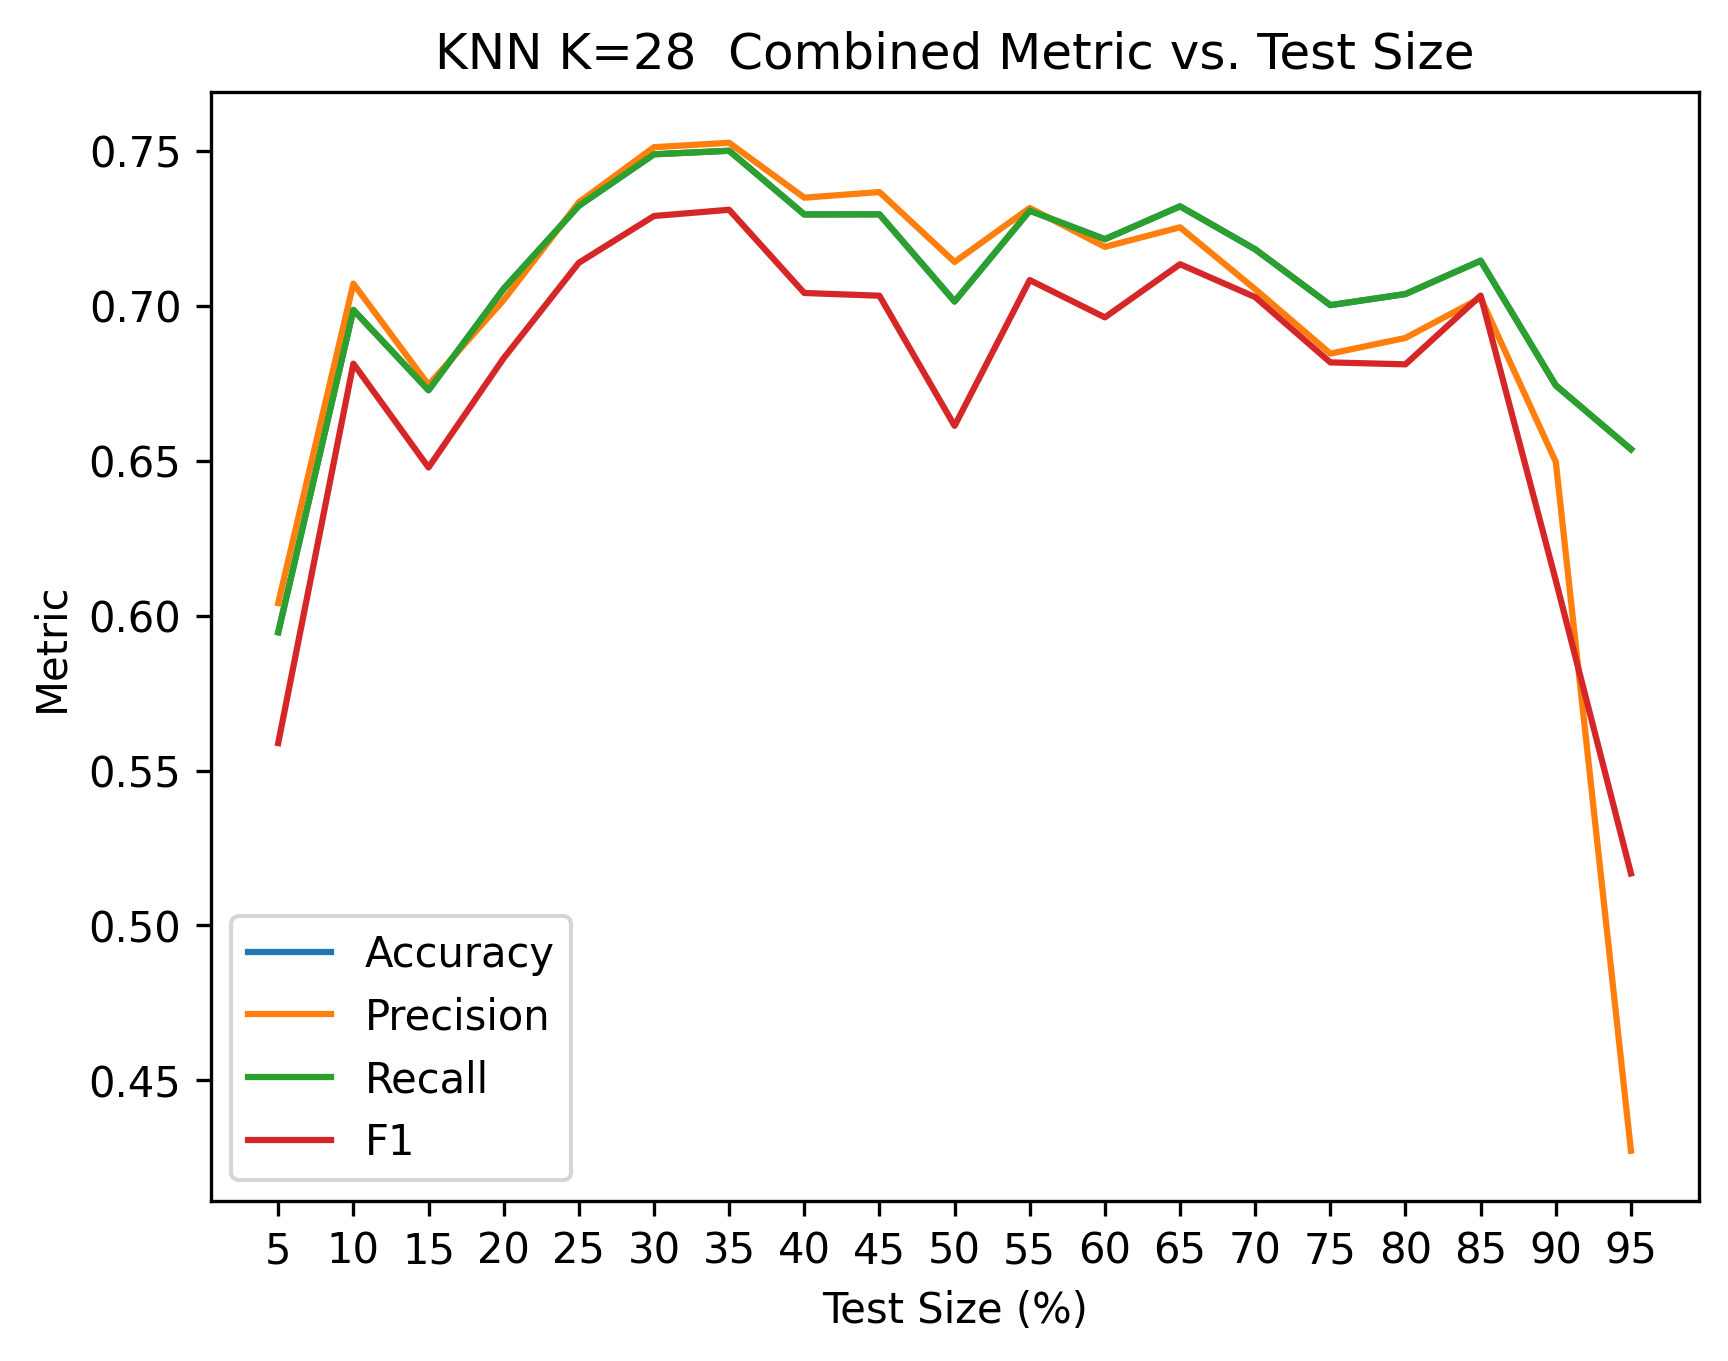 KNN K=28  Combined Metric vs. Test Size
Metric
0.75
0.70
0.65
0.60
0.55
0.50
0.45
Accuracy
Precision
Recall
F1
5 10 15 20 25 30 35 40 45 50 55 60 65 70 75 80 85 90 95
Test Size (%)